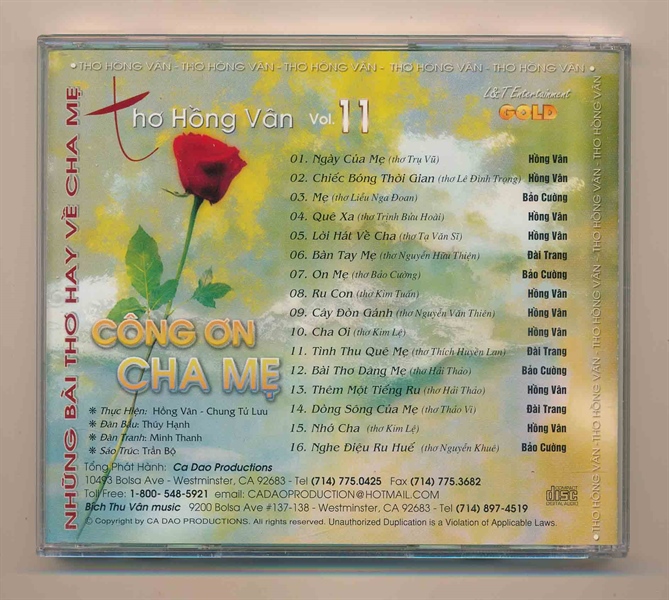 THƠ HỒNG VÂN - THƠ HỒNG VÂN - THƠ HỒNG VÂN - THƠ HỒNG VÂN - THƠ HỒNG VÂN •
NHỮNG BÀI THƠ HAY VỀ CHA MẸ
thơ Hồng Vân Vol. 11
L&T Entertainment
GOLD
01. Ngày Của Mẹ (thơ Trụ Vũ) Hồng Vân
02. Chiếc Bóng Thời Gian (thơ Lê Đình Trọng) Hồng Vân
03. Mẹ (thơ Liễu Nga Đoan) Bảo Cường
04. Quê Xa (thơ Trịnh Bửu Hoài) Hồng Vân
05. Lời Hát Về Cha (thơ Tạ Văn Sĩ) Hồng Vân
06. Bàn Tay Mẹ (thơ Nguyễn Hữu Thiện) Đài Trang
07. Ơn Mẹ (thơ Bảo Cường) Bảo Cường
08. Ru Con (thơ Kim Tuấn) Hồng Vân
09. Cây Đòn Gánh (thơ Nguyễn Văn Thiên) Hồng Vân
10. Cha Ơi (thơ Kim Lệ) Hồng Vân
11. Tình Thu Quê Mẹ (thơ Thích Huyền Lan) Đài Trang
12. Bài Thơ Dâng Mẹ (thơ Hải Thảo) Bảo Cường
13. Thêm Một Tiếng Ru (thơ Hải Thảo) Hồng Vân
14. Dòng Sông Của Mẹ (thơ Thảo Vi) Đài Trang
15. Nhớ Cha (thơ Kim Lệ) Hồng Vân
16. Nghe Điệu Ru Huế (thơ Nguyễn Khuê) Bảo Cường
CÔNG ƠN
CHA MẸ
❋ Thực Hiện: Hồng Vân - Chung Tử Lưu
❋ Đàn Bầu: Thúy Hạnh
❋ Đàn Tranh: Minh Thanh
❋ Sáo Trúc: Trần Bộ
Tổng Phát Hành: Ca Dao Productions
10493 Bolsa Ave - Westminster, CA 92683 - Tel (714) 775.0425 Fax (714) 775.3682
Toll Free: 1-800- 548-5921 email: CADAOPRODUCTION@HOTMAIL.COM
Bích Thu Vân music 9200 Bolsa Ave #137-138 - Westminster, CA 92683 - Tel (714) 897-4519
© Copyright by CA DAO PRODUCTIONS. All rights reserved. Unauthorized Duplication is a Violation of Applicable Laws.
COMPACT
disc
DIGITAL AUDIO
THƠ HỒNG VÂN - THƠ HỒNG VÂN - THƠ HỒNG VÂN - THƠ HỒNG VÂN